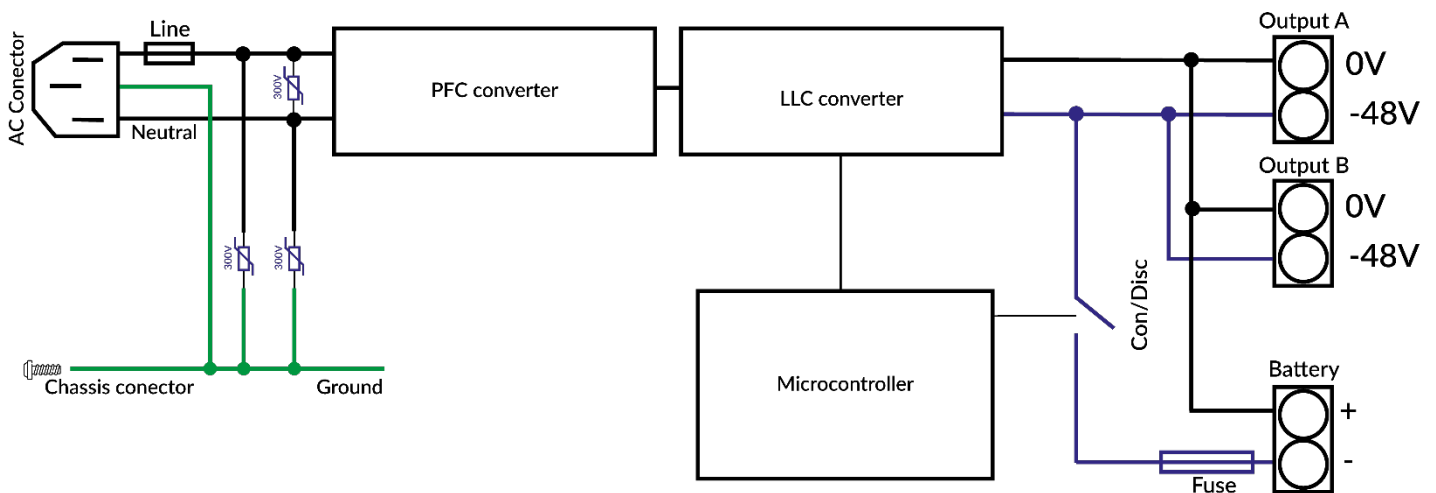 AC Conector
Line
Neutral
300V
300V
300V
Chassis conector
Ground
PFC converter
LLC converter
Microcontroller
Con/Disc
Output A
0V
-48V
Output B
0V
-48V
Battery
+
-
Fuse